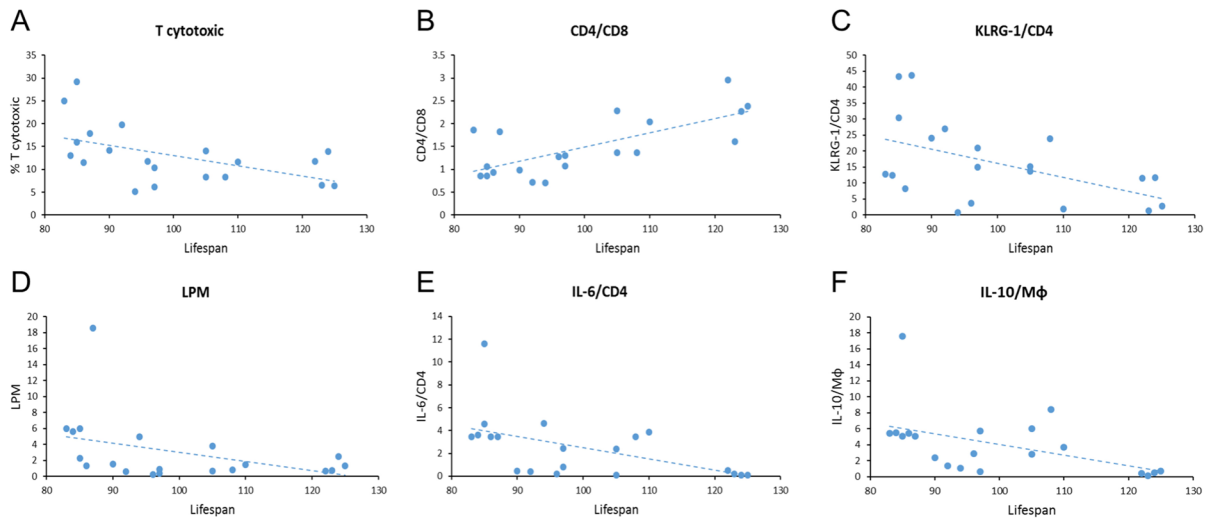 A
T cytotoxic
35
30
25
20
15
10
5
0
% T cytotoxic
80 90 100 110 120 130
Lifespan
B
CD4/CD8
3.5
3
2.5
2
1.5
1
0.5
0
CD4/CD8
80 90 100 110 120 130
Lifespan
C
KLRG-1/CD4
50
45
40
35
30
25
20
15
10
5
0
KLRG-1/CD4
80 90 100 110 120 130
Lifespan
D
LPM
20
18
16
14
12
10
8
6
4
2
0
LPM
80 90 100 110 120 130
Lifespan
E
IL-6/CD4
14
12
10
8
6
4
2
0
IL-6/CD4
80 90 100 110 120 130
Lifespan
F
IL-10/Mϕ
20
18
16
14
12
10
8
6
4
2
0
IL-10/Mϕ
80 90 100 110 120 130
Lifespan